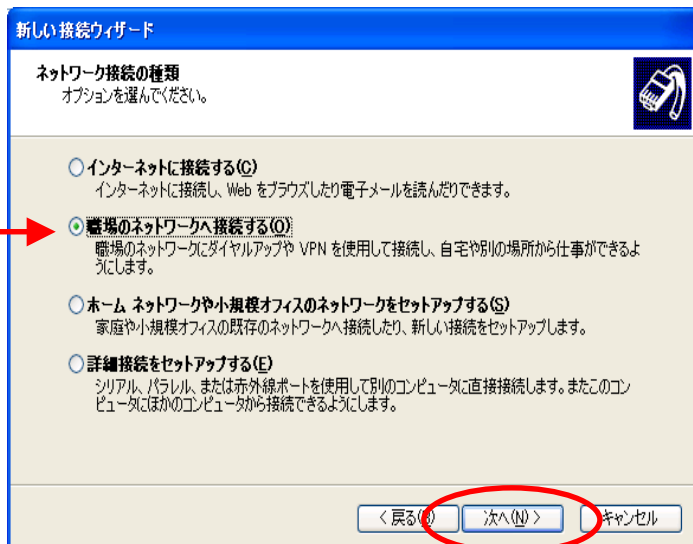 新しい接続ウィザード
ネットワーク接続の種類
オプションを選んでください。
インターネットに接続する(C)
インターネットに接続し、Web をブラウズしたり電子メールを読んだりできます。
職場のネットワークへ接続する(O)
職場のネットワークにダイヤルアップや VPN を使用して接続し、自宅や別の場所から仕事ができるよ
うにします。
ホーム ネットワークや小規模オフィスのネットワークをセットアップする(S)
家庭や小規模オフィスの既存のネットワークへ接続したり、新しい接続をセットアップします。
詳細接続をセットアップする(E)
シリアル、パラレル、または赤外線ポートを使用して別のコンピュータに直接接続します。またこのコン
ピュータにほかのコンピュータから接続できるようにします。
< 戻る(B) 次へ(N) > キャンセル